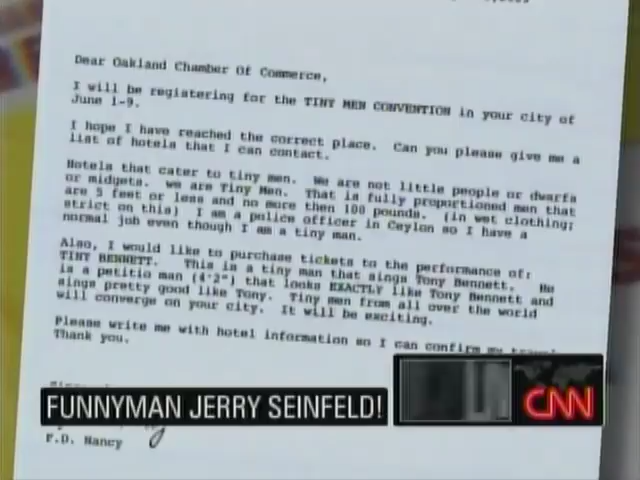 Dear Oakland Chamber Of Commerce,
I will be registering for the TINY MEN CONVENTION in your city of
June 1-9.
I hope I have reached the correct place. Can you please give me a
list of hotels that I can contact.
Hotels that cater to tiny men. We are not little people or dwarfs
or midgets. we are Tiny Men. That is fully proportioned men that
are 5 feet or less and no more then 100 pounds. (in wet clothing;
strict on this) I am a police officer in Ceylon so I have a
normal job even though I am a tiny man.
Also, I would like to purchase tickets to the performance of:
TINY BENNETT. This is a tiny man that sings Tony Bennett. He
is a petitio man (4'2") that looks EXACTLY like Tony Bennett and
sings pretty good like Tony. Tiny men from all over the world
will converge on your city. It will be exciting.
Please write me with hotel information so I can confirm my
Thank you.
FUNNYMAN JERRY SEINFELD!
CNN
F.D. Nancy